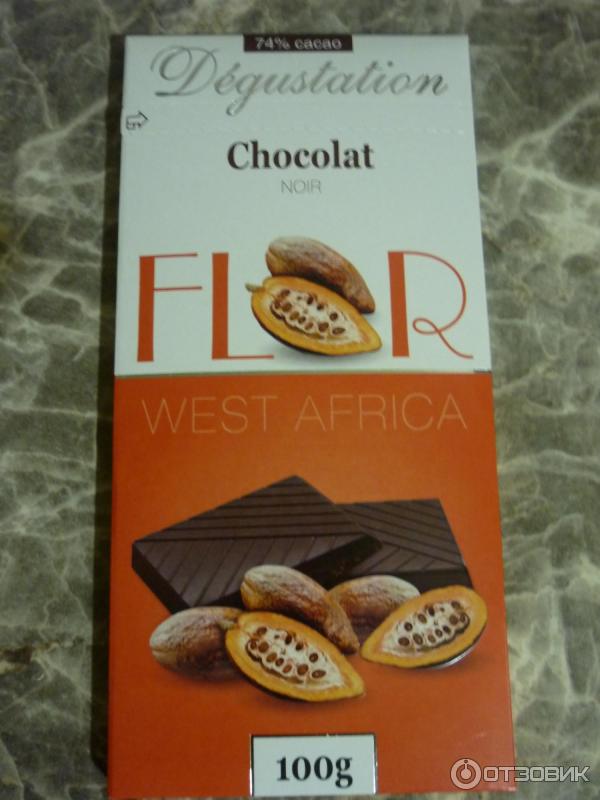 74% cacao
Dégustation
Chocolat
NOIR
FLOR
WEST AFRICA
100g
ОТЗОВИК